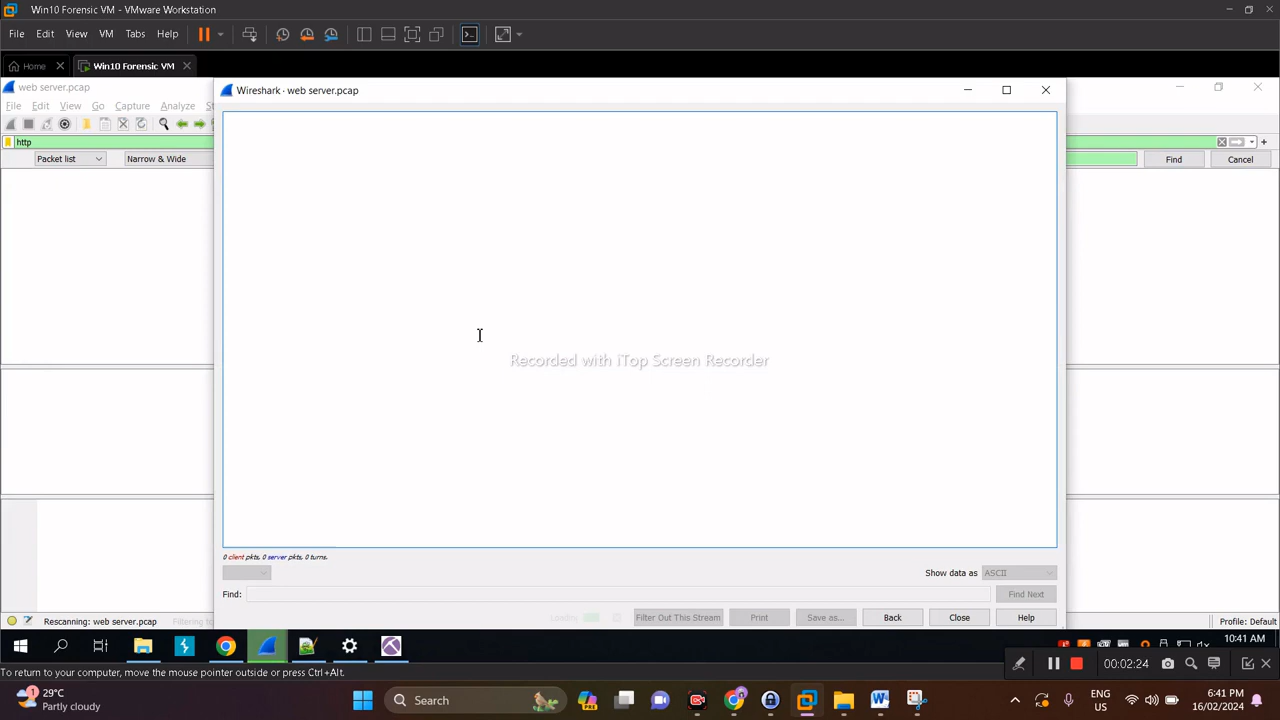 Win10 Forensic VM - VMware Workstation
File Edit View VM Tabs Help
Home
Win10 Forensic VM
web server.pcap
Wireshark · web server.pcap
File Edit View Go Capture Analyze
http
Packet list
Narrow & Wide
Find
Cancel
Recorded with iTop Screen Recorder
0 client pkts, 0 server pkts, 0 turns.
Show data as
ASCII
Find:
Find Next
Loading
Filter Out This Stream
Print
Save as...
Back
Close
Help
Rescanning: web server.pcap
Filtering to
Profile: Default
10:41 AM
To return to your computer, move the mouse pointer outside or press Ctrl+Alt.
00:02:24
1
29°C
Partly cloudy
Search
PRE
ENG
US
6:41 PM
16/02/2024